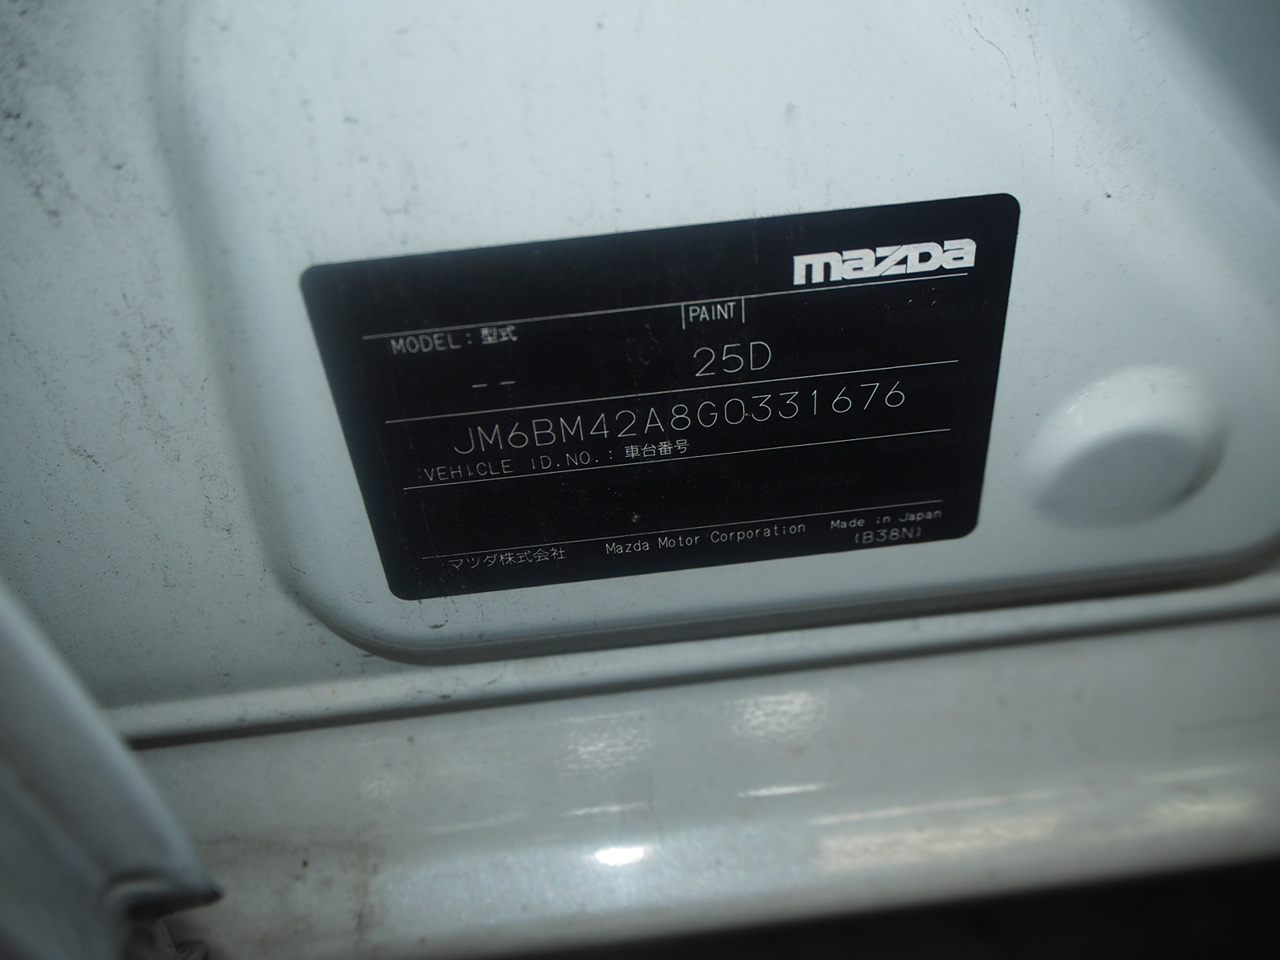 mazda
MODEL: 型式 PAINT
-- 25D
JM6BM42A8G0331676
VEHICLE ID.NO.: 車台番号
マツダ株式会社 Mazda Motor Corporation Made in Japan
(B38N)